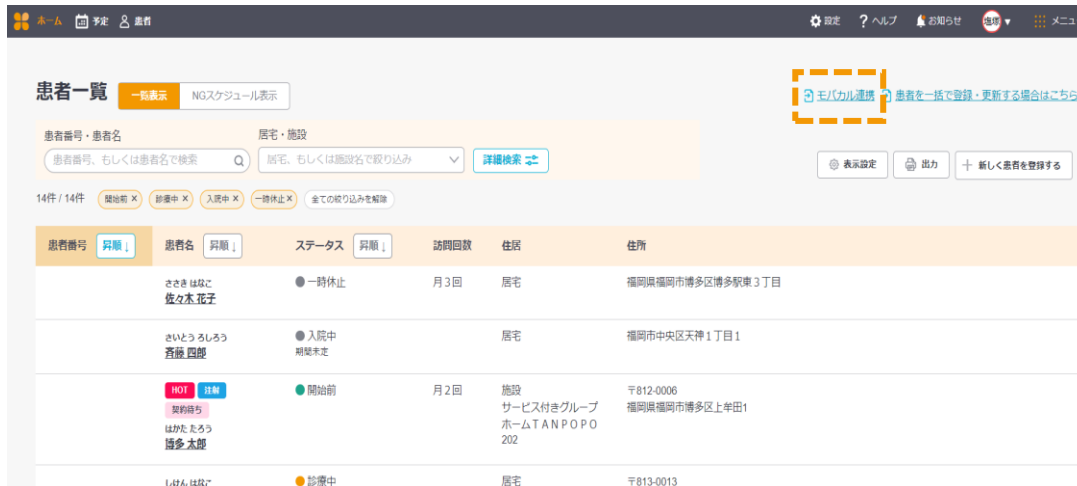 ホーム 予定 患者 設定 ? ヘルプ お知らせ 塩塚 ▼ メニュ
患者一覧 一覧表示 NGスケジュール表示 モバカル連携 患者を一括で登録・更新する場合はこちら
患者番号・患者名 居宅・施設
患者番号、もしくは患者名で検索 居宅、もしくは施設名で絞り込み 詳細検索 表示設定 出力 + 新しく患者を登録する
14件 / 14件 開始前 × 診療中 × 入院中 × 一時休止 × 全ての絞り込みを解除
患者番号 昇順↓ 患者名 昇順↓ ステータス 昇順↓ 訪問回数 住居 住所
ささき はなこ 一時休止 月3回 居宅 福岡県福岡市博多区博多駅東3丁目
佐々木 花子
さいとう ろしろう 入院中 居宅 福岡市中央区天神1丁目1
斉藤 四郎 期間未定
HOT 注射 開始前 月2回 施設 〒812-0006
契約待ち サービス付きグループ 福岡県福岡市博多区上牟田1
はかた たろう ホームTANPOPO
博多 太郎 202
しけん はなこ 診療中 居宅 〒813-0013